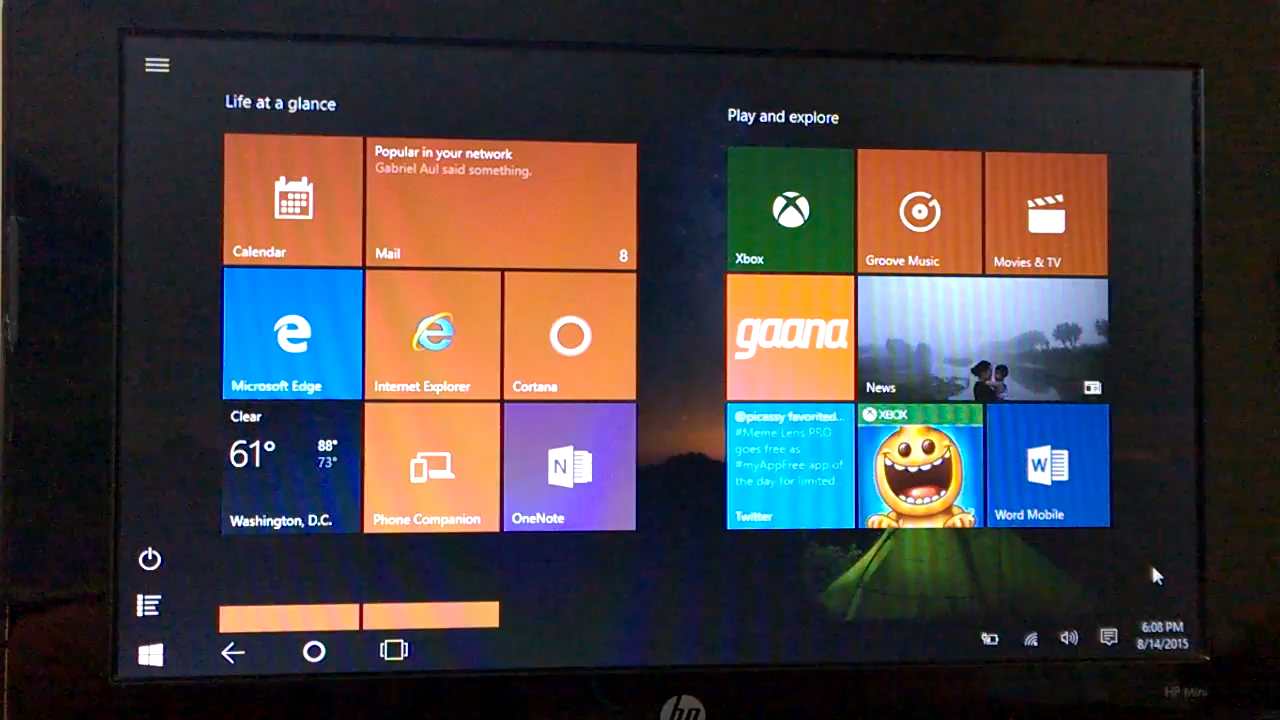 Life at a glance
Calendar
Popular in your network
Gabriel Aul said something.
Mail
8
Microsoft Edge
Internet Explorer
Cortana
Clear
61°
88°
73°
Washington, D.C.
Phone Companion
N
OneNote
Play and explore
Xbox
Groove Music
Movies & TV
gaana
News
@picassy favorited...
#Meme Lens PRO
goes free as
#myAppFree app of
the day for limited
Twitter
XBOX
W
Word Mobile
6:08 PM
8/14/2015
hp
HP Mini